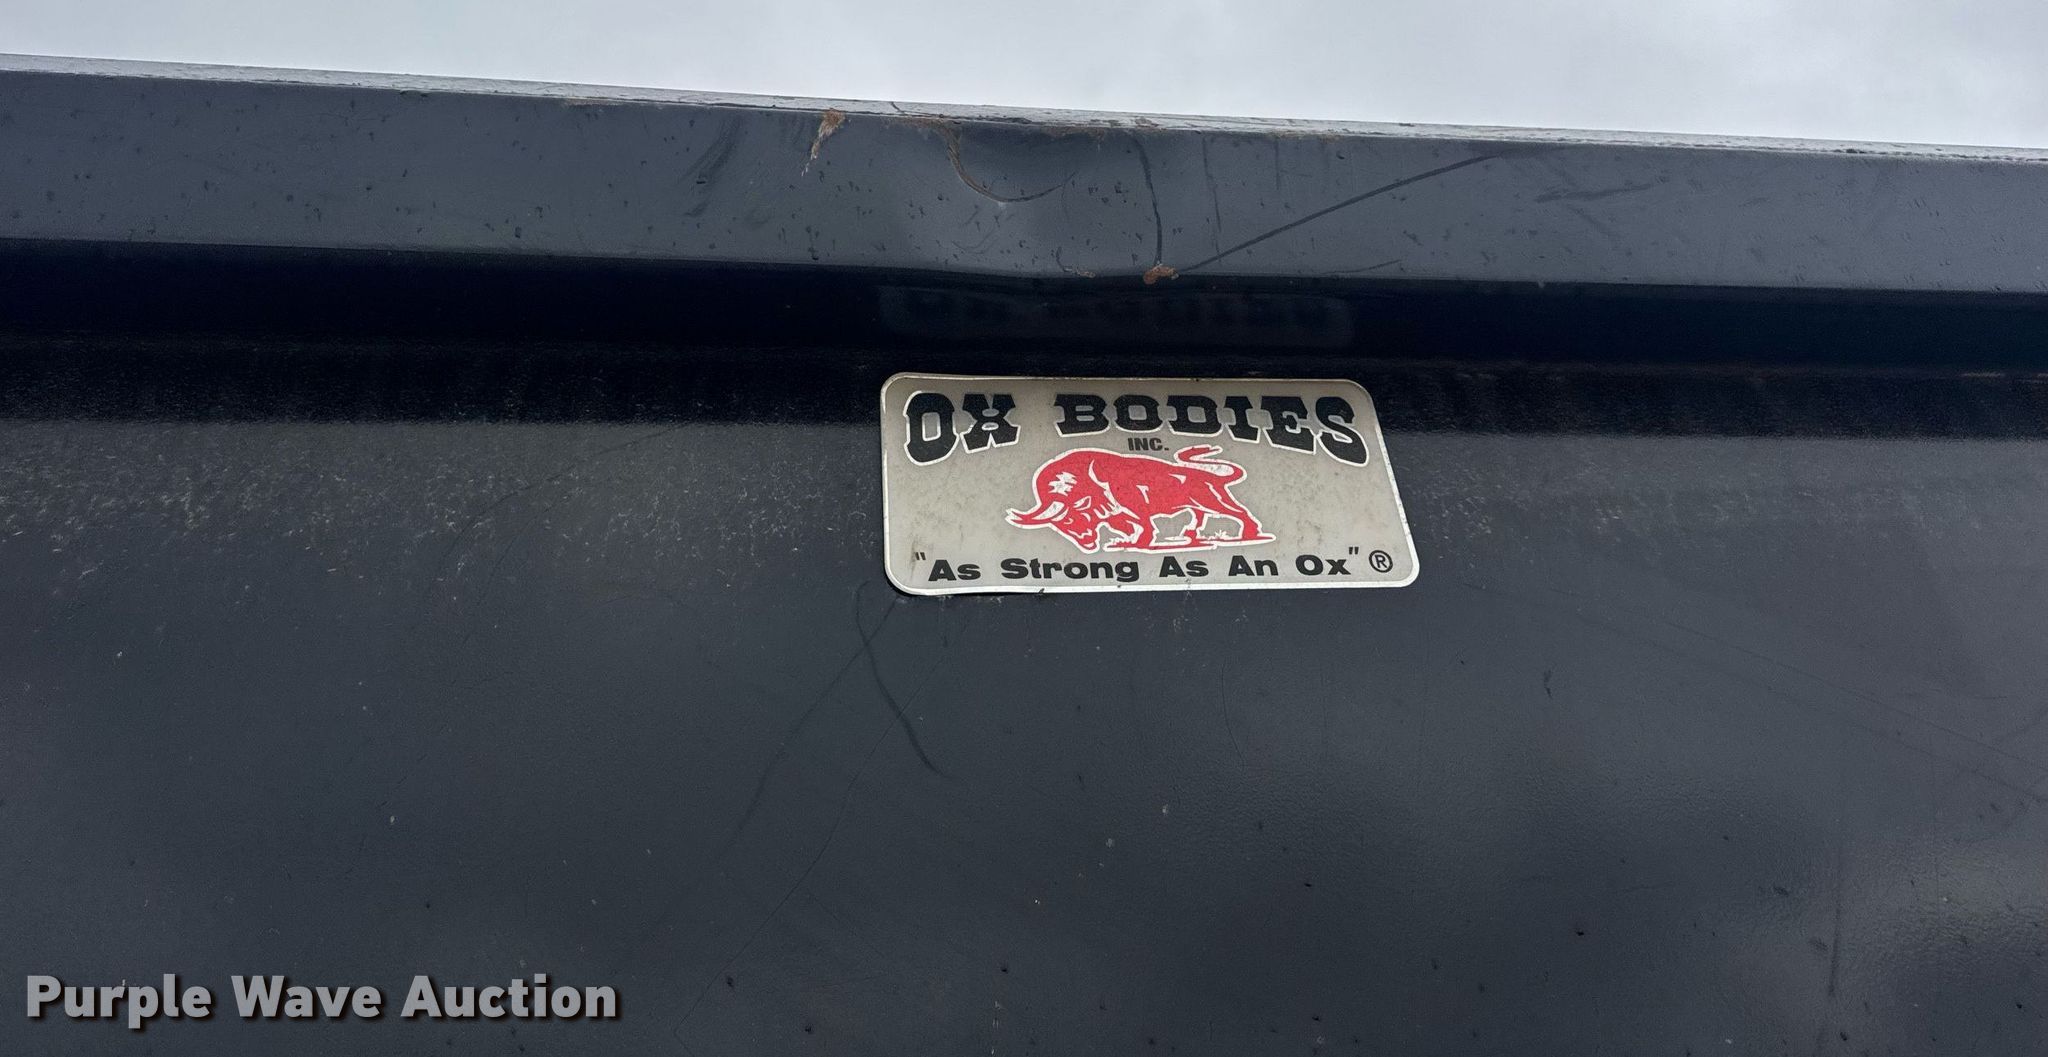 OX BODIES
INC.
"As Strong As An Ox"®
Purple Wave Auction